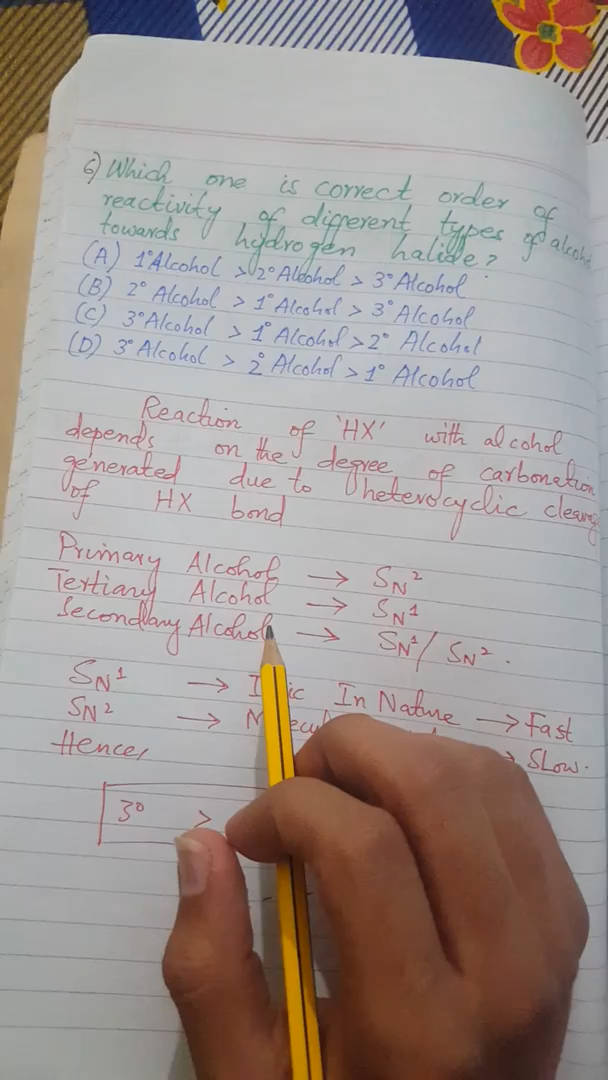 6) Which one is correct order of
reactivity of different types of alcohol
towards hydrogen halide?
(A) 1° Alcohol > 2° Alcohol > 3° Alcohol
(B) 2° Alcohol > 1° Alcohol > 3° Alcohol
(C) 3° Alcohol > 1° Alcohol > 2° Alcohol
(D) 3° Alcohol > 2° Alcohol > 1° Alcohol
Reaction of 'HX' with alcohol
depends on the degree of carbonation
generated due to heterocyclic cleavag
of HX bond
Primary Alcohol → SN²
Tertiary Alcohol → SN¹
Secondary Alcohol → SN¹/SN².
SN¹ → In Nature → Fast
SN² → → Slow.
Hence,
3° >